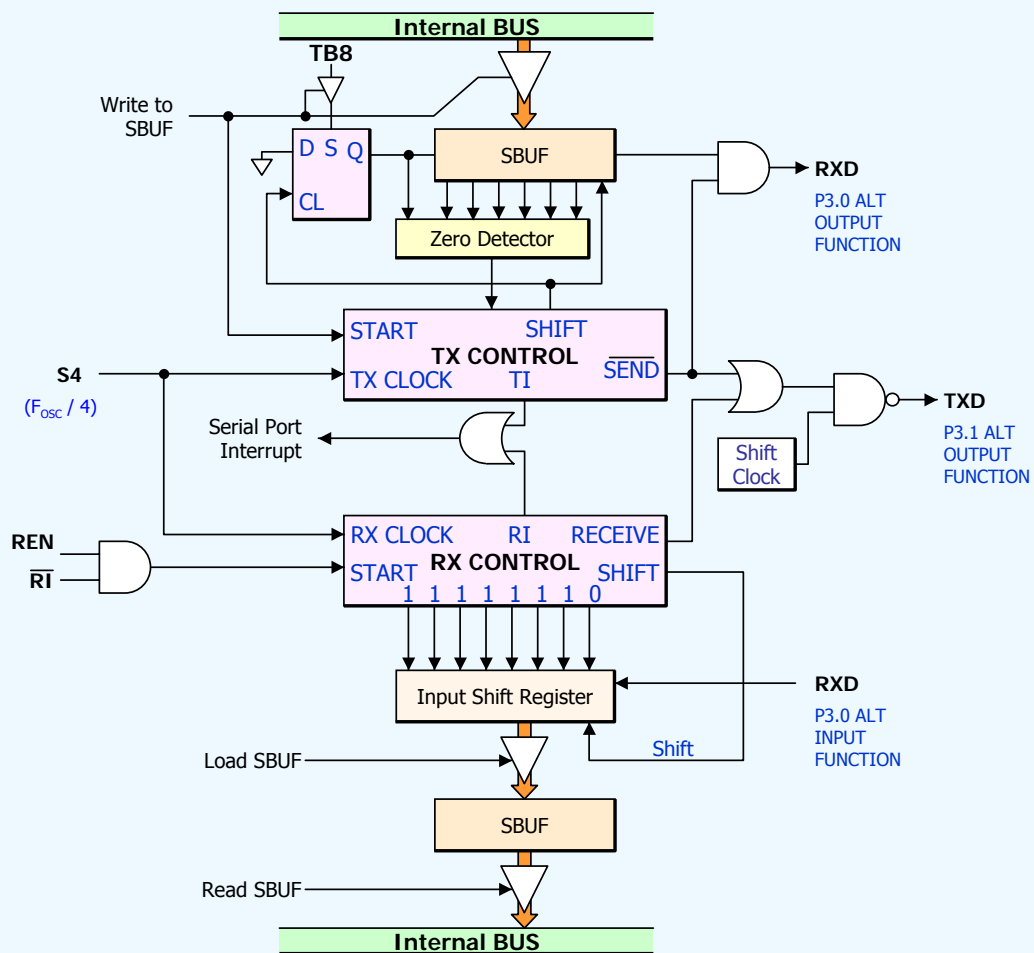 Internal BUS
TB8
Write to
SBUF
D S Q
CL
SBUF
Zero Detector
RXD
P3.0 ALT
OUTPUT
FUNCTION
START
SHIFT
TX CONTROL
TX CLOCK
TI
S̅E̅N̅D̅
S4
(FOSC / 4)
Serial Port
Interrupt
Shift
Clock
TXD
P3.1 ALT
OUTPUT
FUNCTION
REN
R̅I̅
RX CLOCK
RI
RECEIVE
RX CONTROL
START
SHIFT
1 1 1 1 1 1 1 0
Input Shift Register
RXD
P3.0 ALT
INPUT
FUNCTION
Shift
Load SBUF
SBUF
Read SBUF
Internal BUS